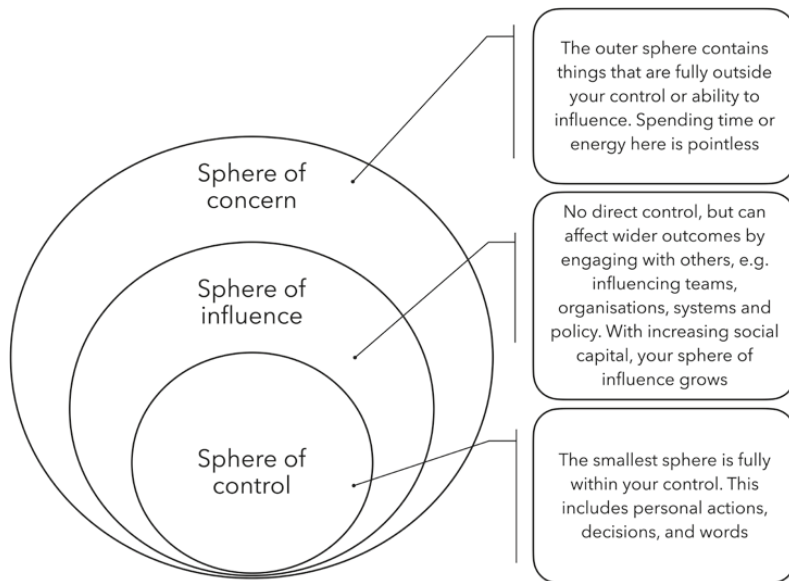 The outer sphere contains
things that are fully outside
your control or ability to
influence. Spending time or
energy here is pointless
Sphere of
concern
No direct control, but can
affect wider outcomes by
engaging with others, e.g.
influencing teams,
organisations, systems and
policy. With increasing social
capital, your sphere of
influence grows
Sphere of
influence
Sphere of
control
The smallest sphere is fully
within your control. This
includes personal actions,
decisions, and words